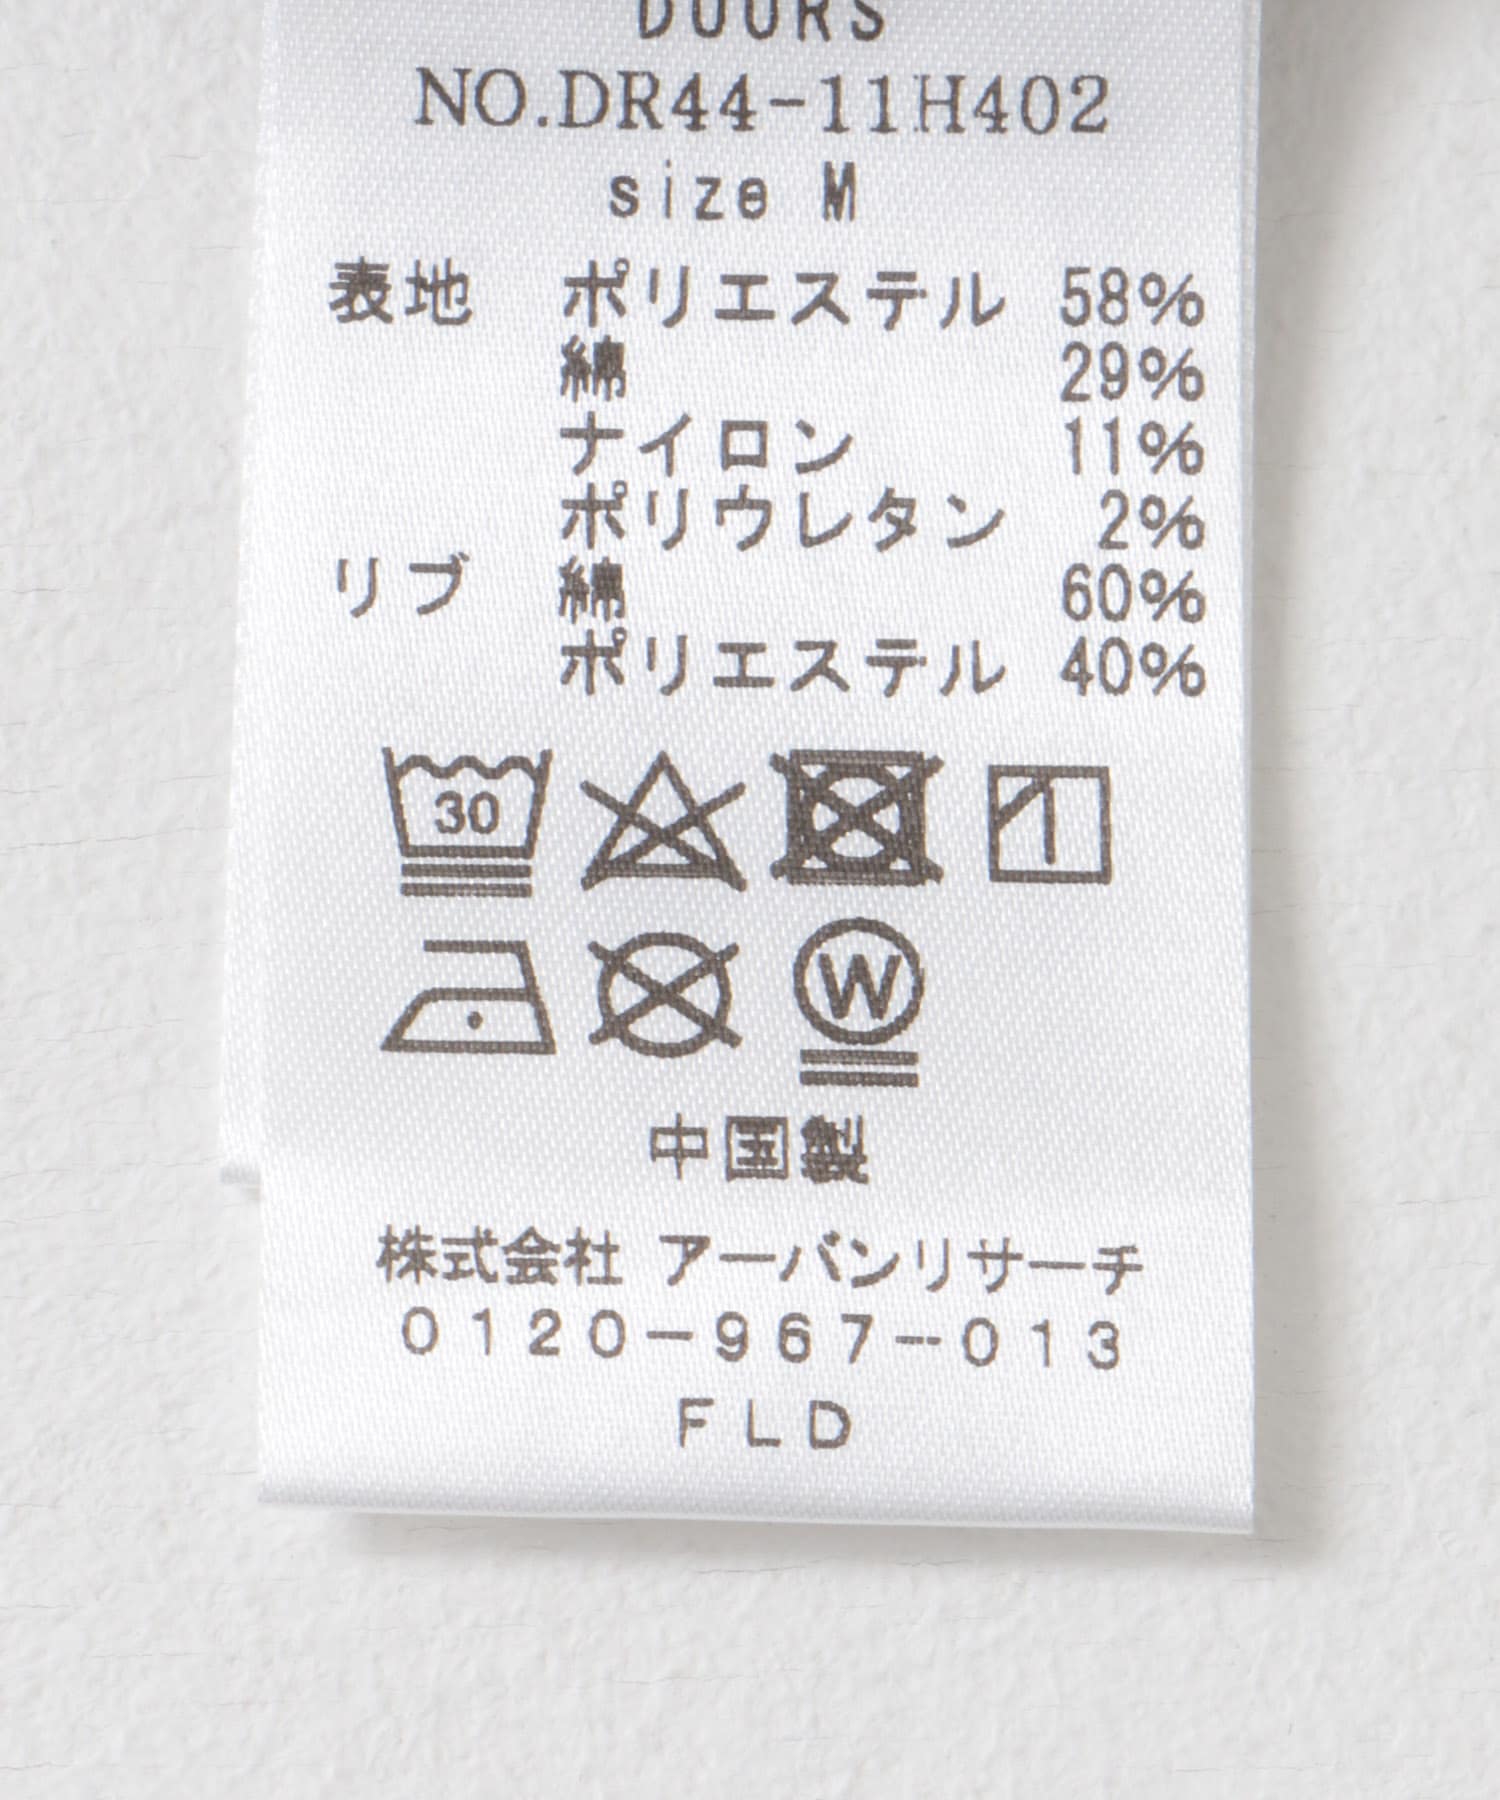 DOORS
NO.DR44-11H402
size M
表地 ポリエステル 58%
綿 29%
ナイロン 11%
ポリウレタン 2%
リブ 綿 60%
ポリエステル 40%
30
W
中国製
株式会社 アーバンリサーチ
0120-967-013
FLD